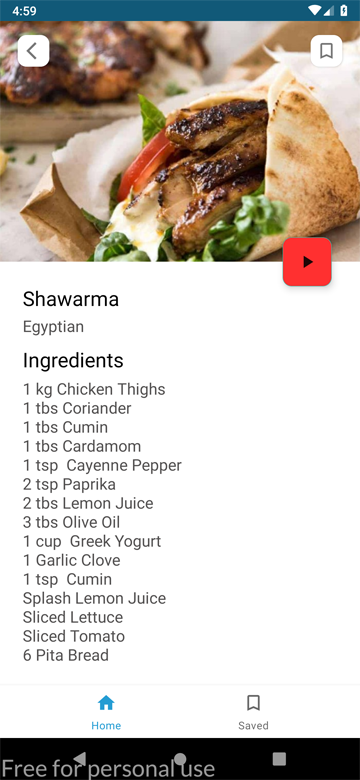 4:59
Shawarma
Egyptian
Ingredients
1 kg Chicken Thighs
1 tbs Coriander
1 tbs Cumin
1 tbs Cardamom
1 tsp  Cayenne Pepper
2 tsp Paprika
2 tbs Lemon Juice
3 tbs Olive Oil
1 cup  Greek Yogurt
1 Garlic Clove
1 tsp  Cumin
Splash Lemon Juice
Sliced Lettuce
Sliced Tomato
6 Pita Bread
Home Saved
Free for personal use